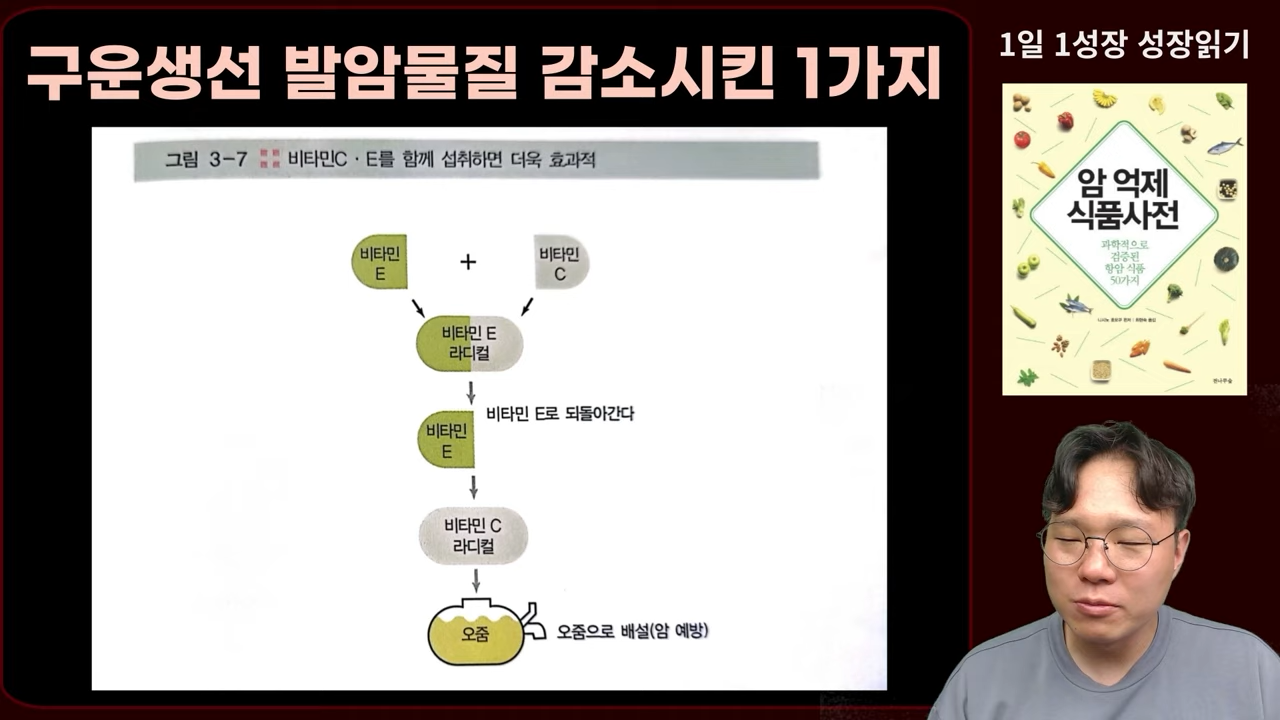 구운생선 발암물질 감소시킨 1가지
1일 1성장 성장읽기
그림 3-7 비타민C · E를 함께 섭취하면 더욱 효과적
비타민
E
+
비타민
C
비타민 E
라디컬
비타민 E로 되돌아간다
비타민
E
비타민 C
라디컬
오줌
오줌으로 배설(암 예방)
암 억제
식품사전
과학적으로
검증된
항암 식품
50가지
전나무숲